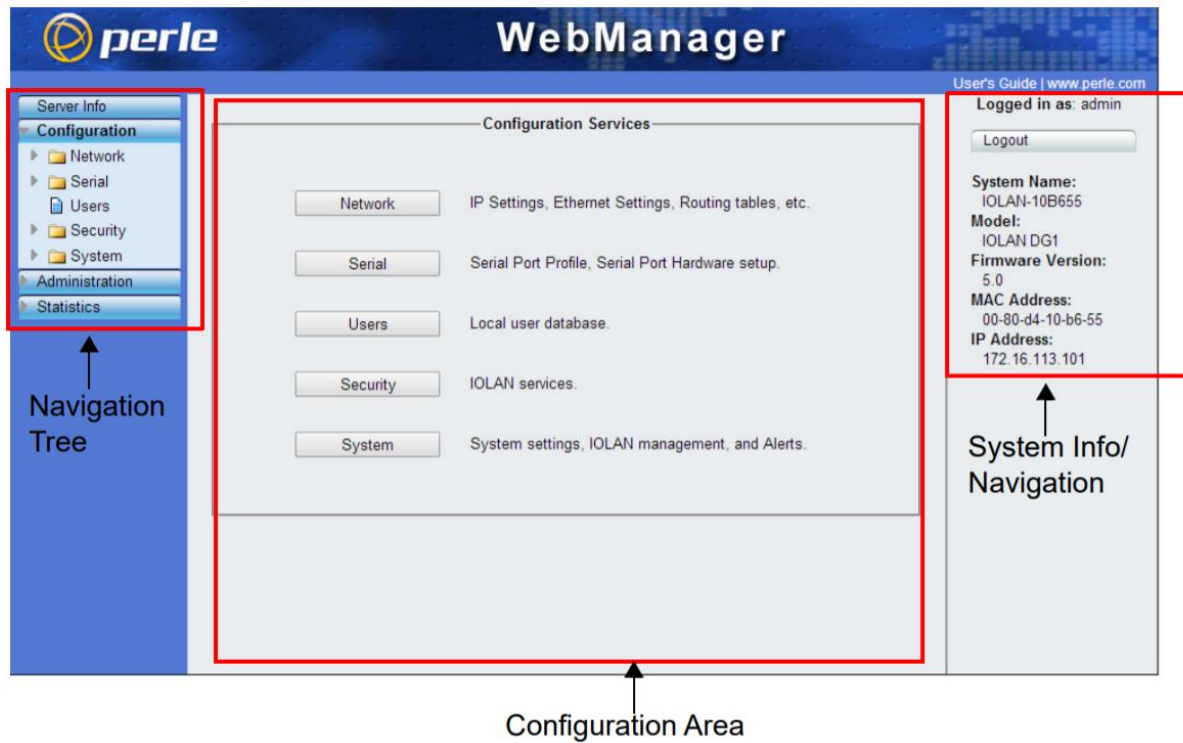 perle
WebManager
User's Guide | www.perle.com
Server Info
Configuration
Network
Serial
Users
Security
System
Administration
Statistics
Navigation
Tree
Configuration Services
Network IP Settings, Ethernet Settings, Routing tables, etc.
Serial Serial Port Profile, Serial Port Hardware setup.
Users Local user database.
Security IOLAN services.
System System settings, IOLAN management, and Alerts.
Configuration Area
Logged in as: admin
Logout
System Name:
IOLAN-10B655
Model:
IOLAN DG1
Firmware Version:
5.0
MAC Address:
00-80-d4-10-b6-55
IP Address:
172.16.113.101
System Info/
Navigation